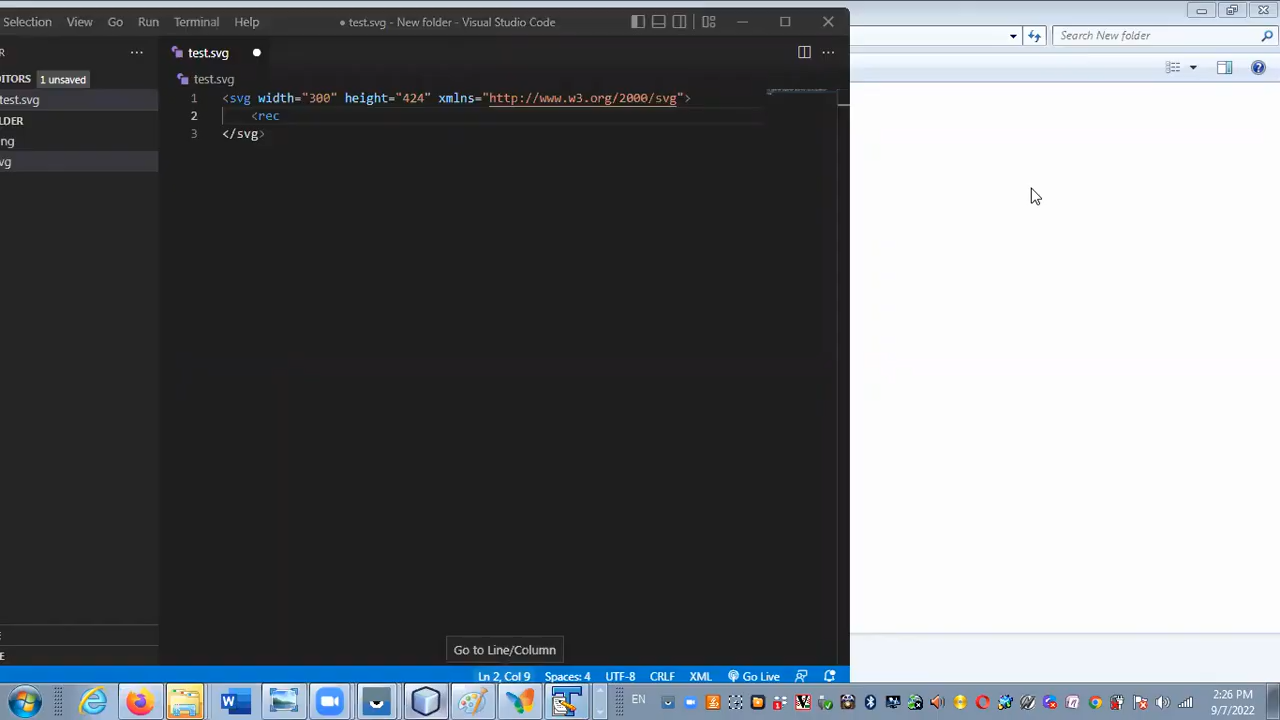 Selection View Go Run Terminal Help
● test.svg - New folder - Visual Studio Code
Search New folder
R
test.svg
DITORS 1 unsaved
test.svg
test.svg
LDER
ng
vg
1 <svg width="300" height="424" xmlns="http://www.w3.org/2000/svg">
2 <rec
3 </svg>
E
E
Go to Line/Column
Ln 2, Col 9 Spaces: 4 UTF-8 CRLF XML Go Live
EN
2:26 PM
9/7/2022